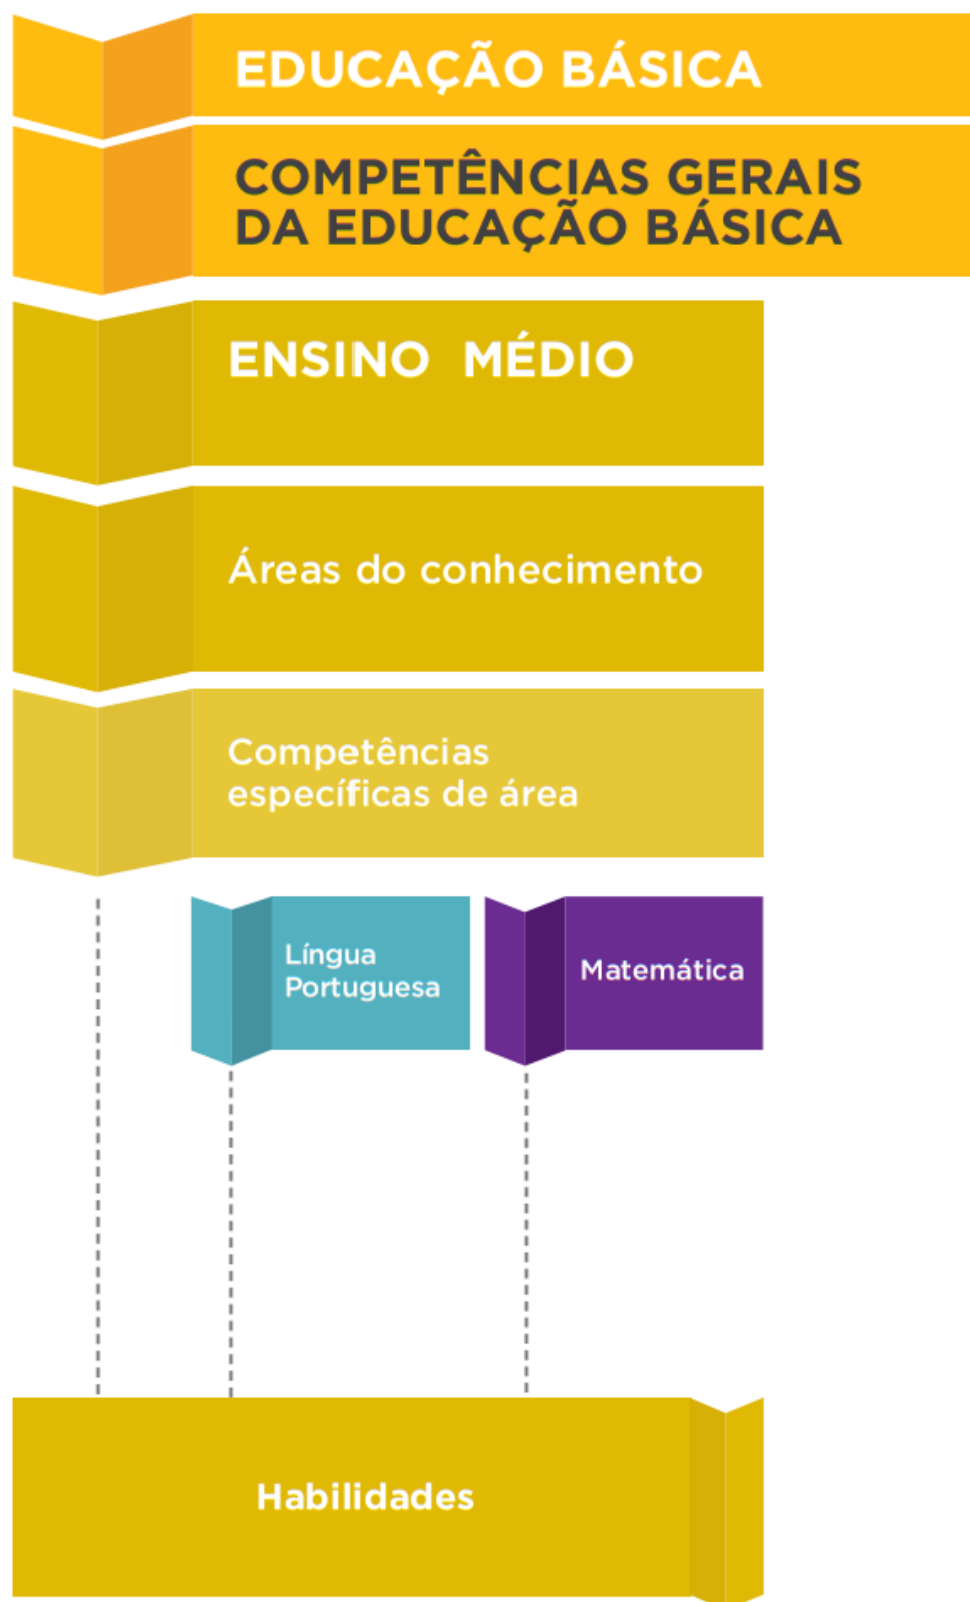 EDUCAÇÃO BÁSICA
COMPETÊNCIAS GERAIS
DA EDUCAÇÃO BÁSICA
ENSINO MÉDIO
Áreas do conhecimento
Competências
específicas de área
Língua
Portuguesa
Matemática
Habilidades